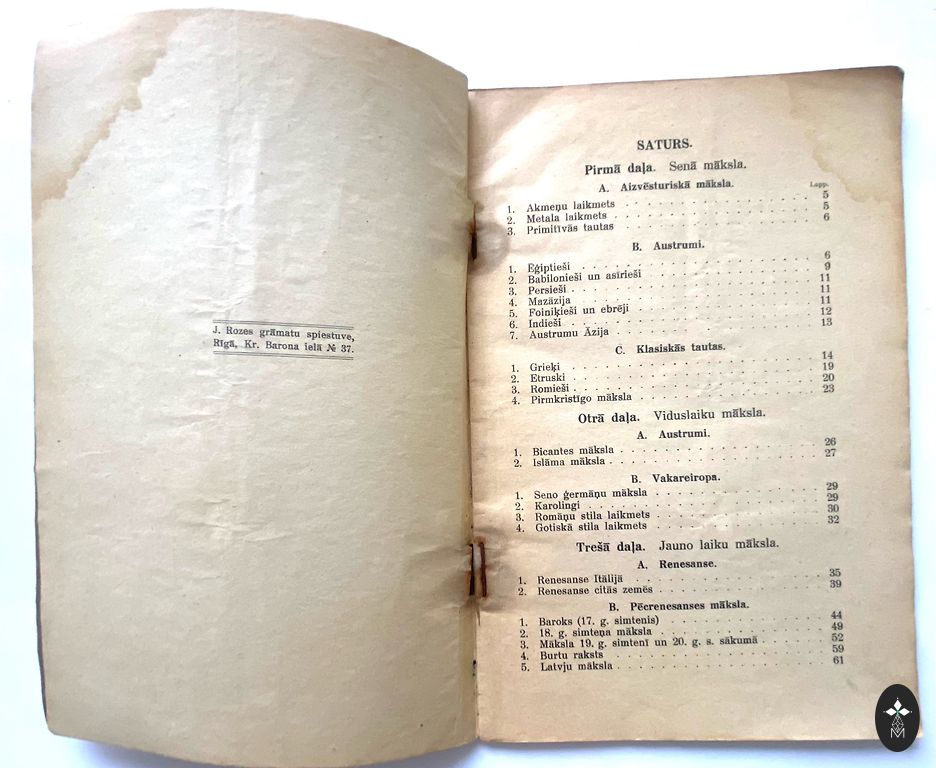 J. Rozes grāmatu spiestuve,
Rīgā, Kr. Barona ielā № 37.
SATURS.
Pirmā daļa. Senā māksla.
A. Aizvēsturiskā māksla.
Lapp.
1. Akmeņu laikmets 5
2. Metala laikmets 5
3. Primitīvās tautas 6
B. Austrumi.
1. Ēģiptieši 6
2. Babilonieši un asīrieši 9
3. Persieši 11
4. Mazāzija 11
5. Foiniķieši un ebrēji 11
6. Indieši 12
7. Austrumu Āzija 13
C. Klasiskās tautas.
1. Grieķi 14
2. Etruski 19
3. Romieši 20
4. Pirmkristīgo māksla 23
Otrā daļa. Viduslaiku māksla.
A. Austrumi.
1. Bicantes māksla 26
2. Islāma māksla 27
B. Vakareiropa.
1. Seno ģermāņu māksla 29
2. Karolingi 29
3. Romāņu stila laikmets 30
4. Gotiskā stila laikmets 32
Trešā daļa. Jauno laiku māksla.
A. Renesanse.
1. Renesanse Itālijā 35
2. Renesanse citās zemēs 39
B. Pēcrenesanses māksla.
1. Baroks (17. g. simtenis) 44
2. 18. g. simteņa māksla 49
3. Māksla 19. g. simtenī un 20. g. s. sākumā 52
4. Burtu raksts 59
5. Latvju māksla 61